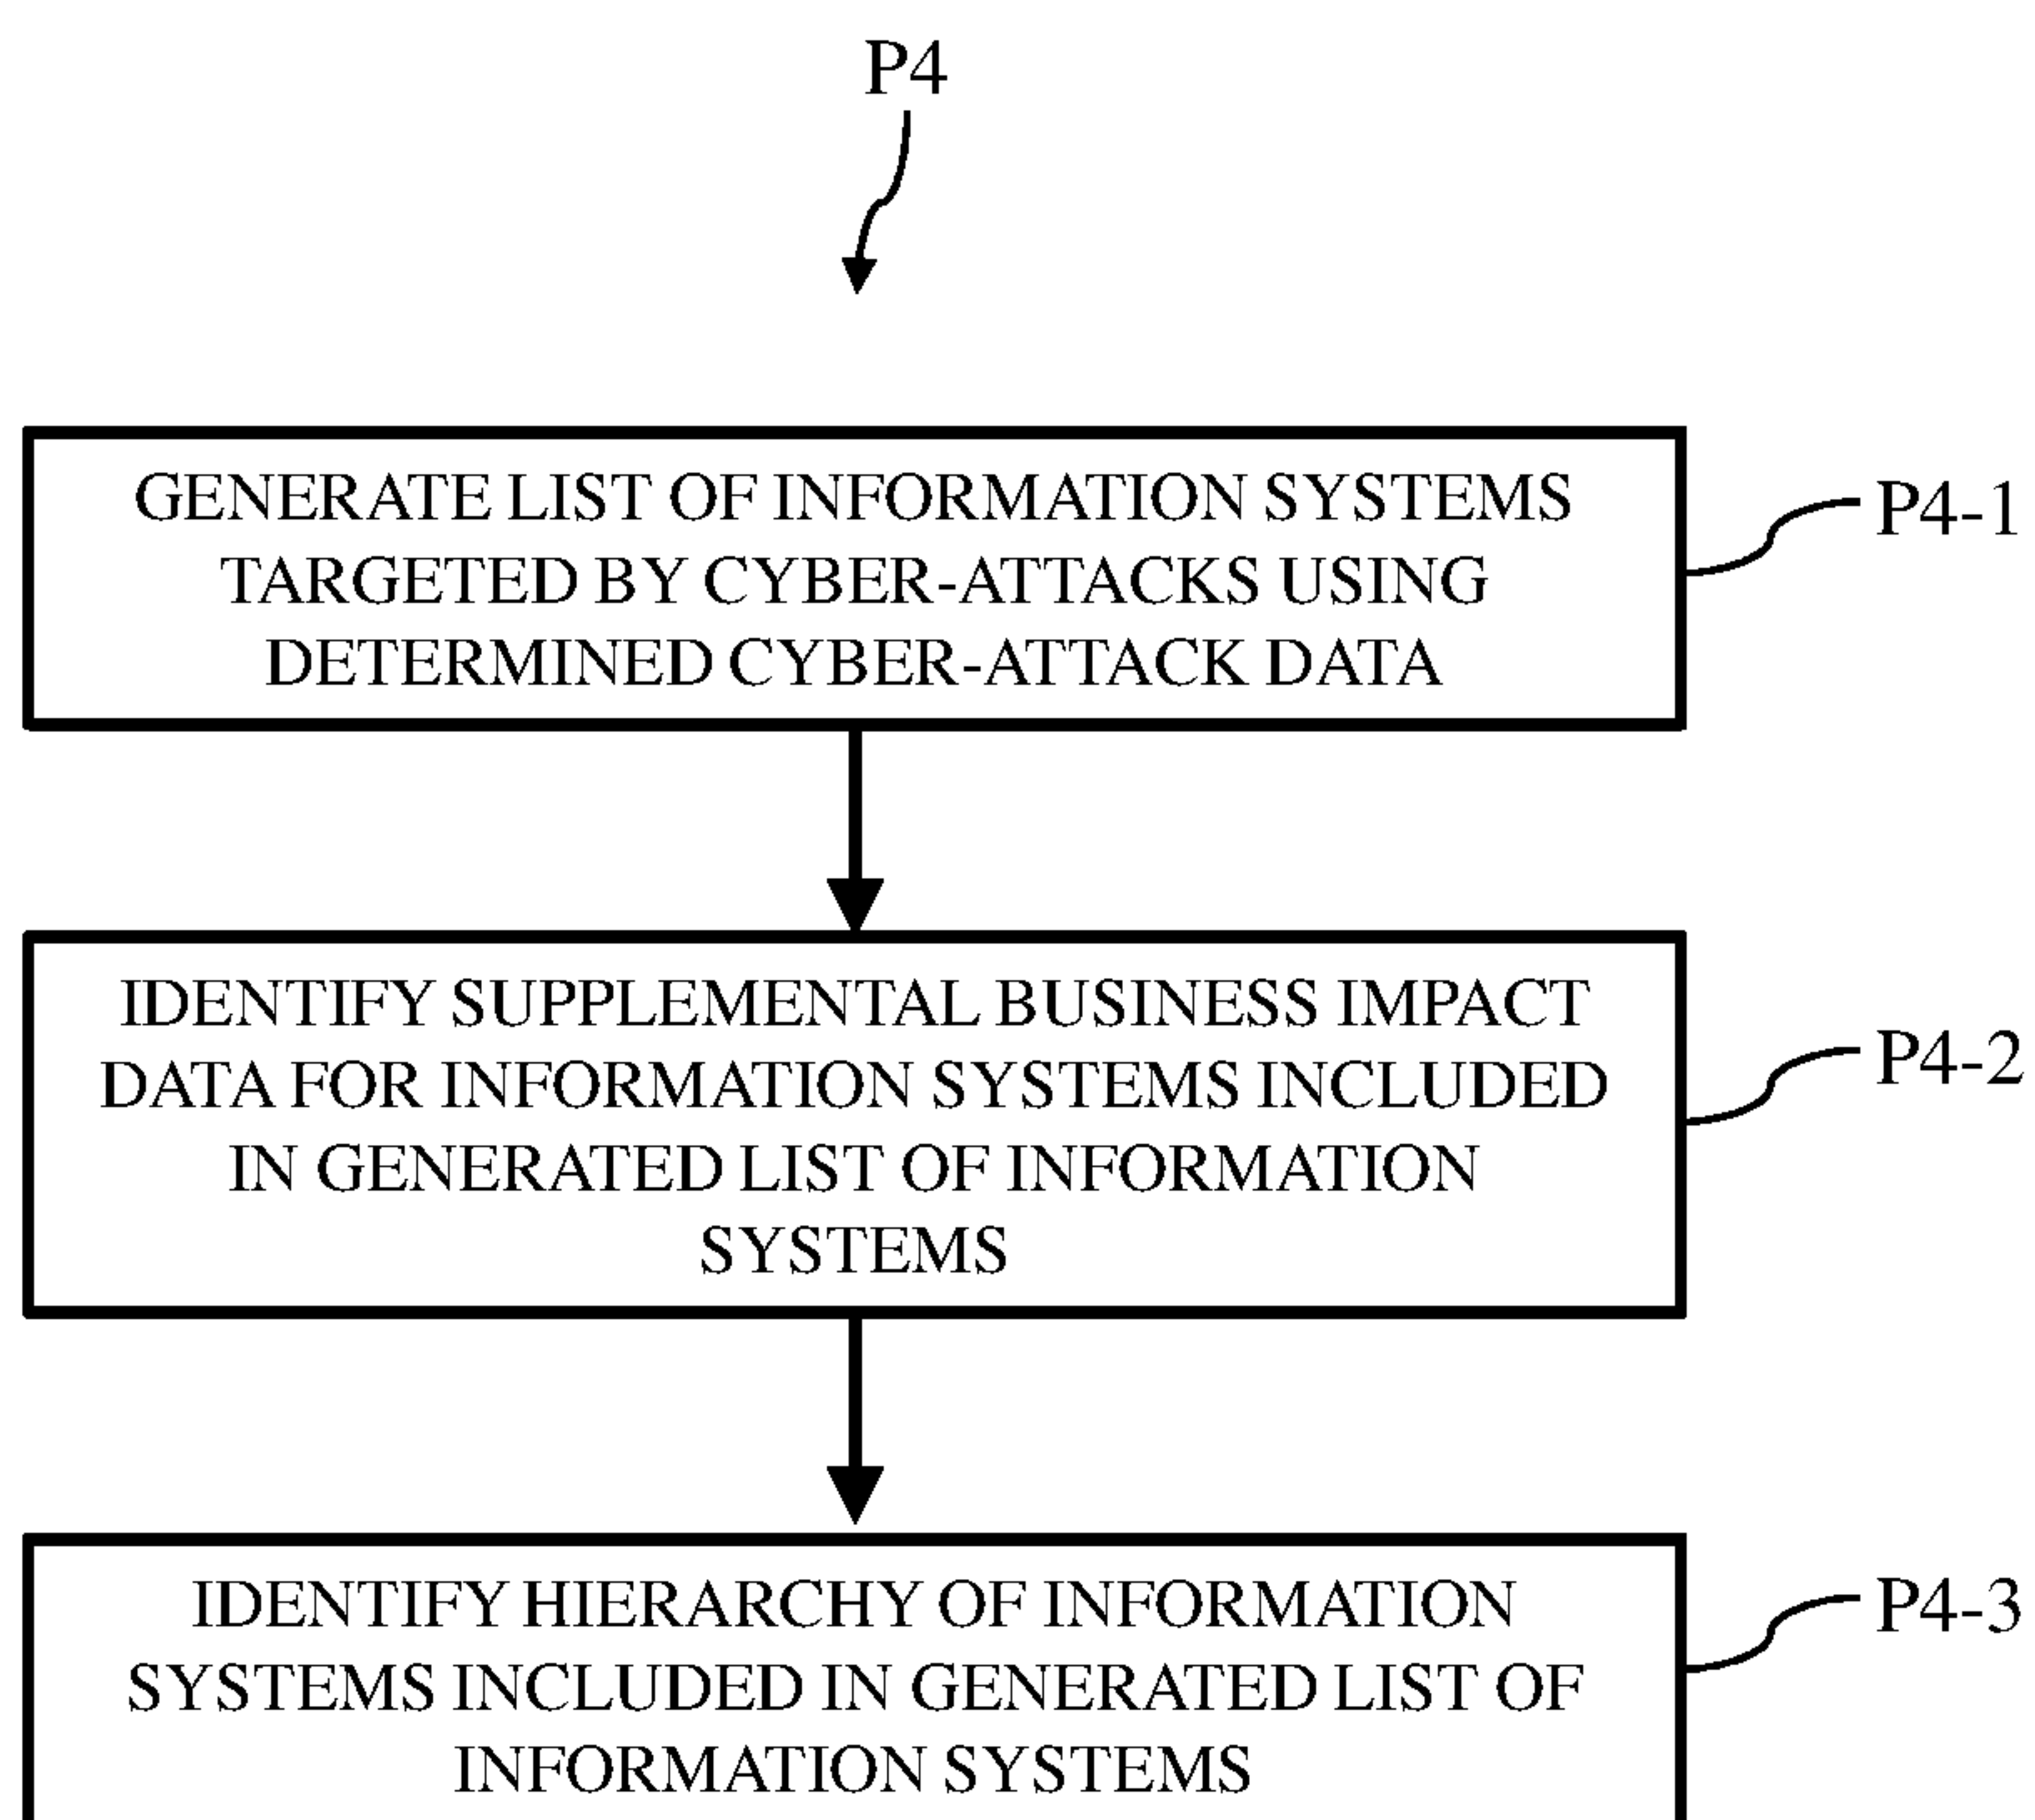 P4
GENERATE LIST OF INFORMATION SYSTEMS
TARGETED BY CYBER-ATTACKS USING
DETERMINED CYBER-ATTACK DATA
P4-1
IDENTIFY SUPPLEMENTAL BUSINESS IMPACT
DATA FOR INFORMATION SYSTEMS INCLUDED
IN GENERATED LIST OF INFORMATION
SYSTEMS
P4-2
IDENTIFY HIERARCHY OF INFORMATION
SYSTEMS INCLUDED IN GENERATED LIST OF
INFORMATION SYSTEMS
P4-3